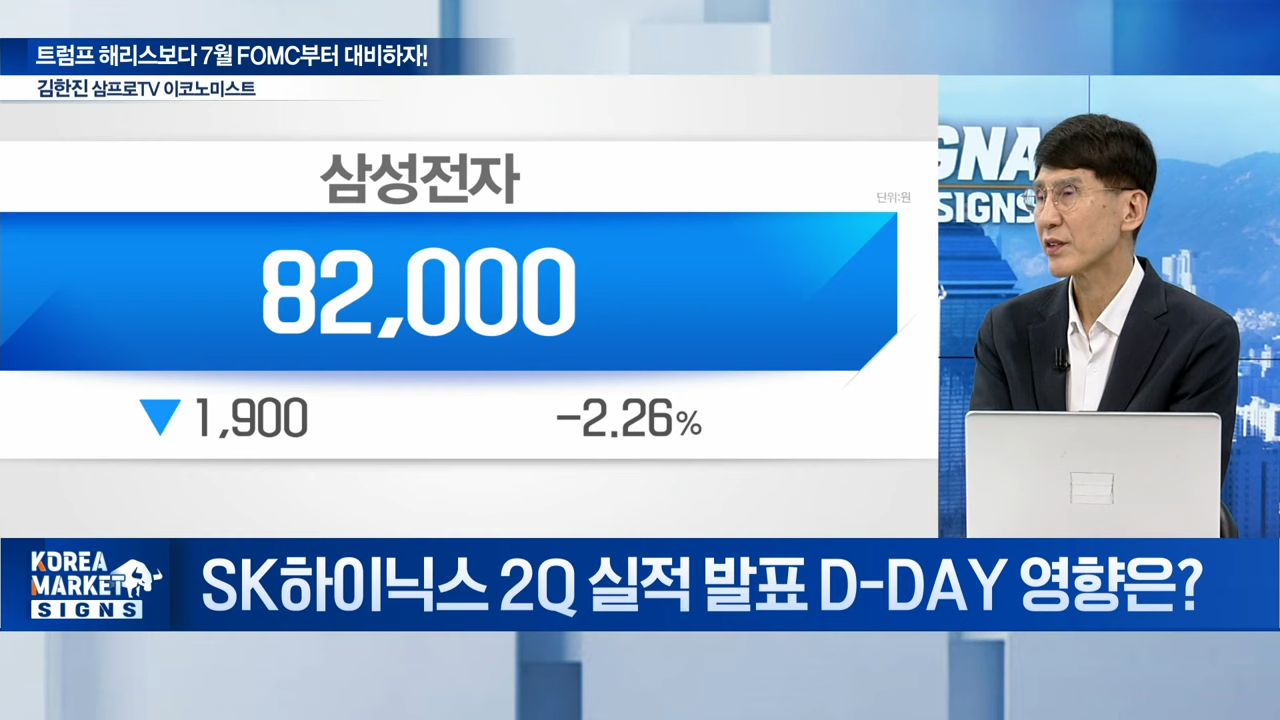 트럼프 해리스보다 7월 FOMC부터 대비하자!
김한진 삼프로TV 이코노미스트
삼성전자
단위:원
82,000
▼ 1,900
-2.26%
GNA
SIGNS
KOREA
MARKET
SIGNS
SK하이닉스 2Q 실적 발표 D-DAY 영향은?